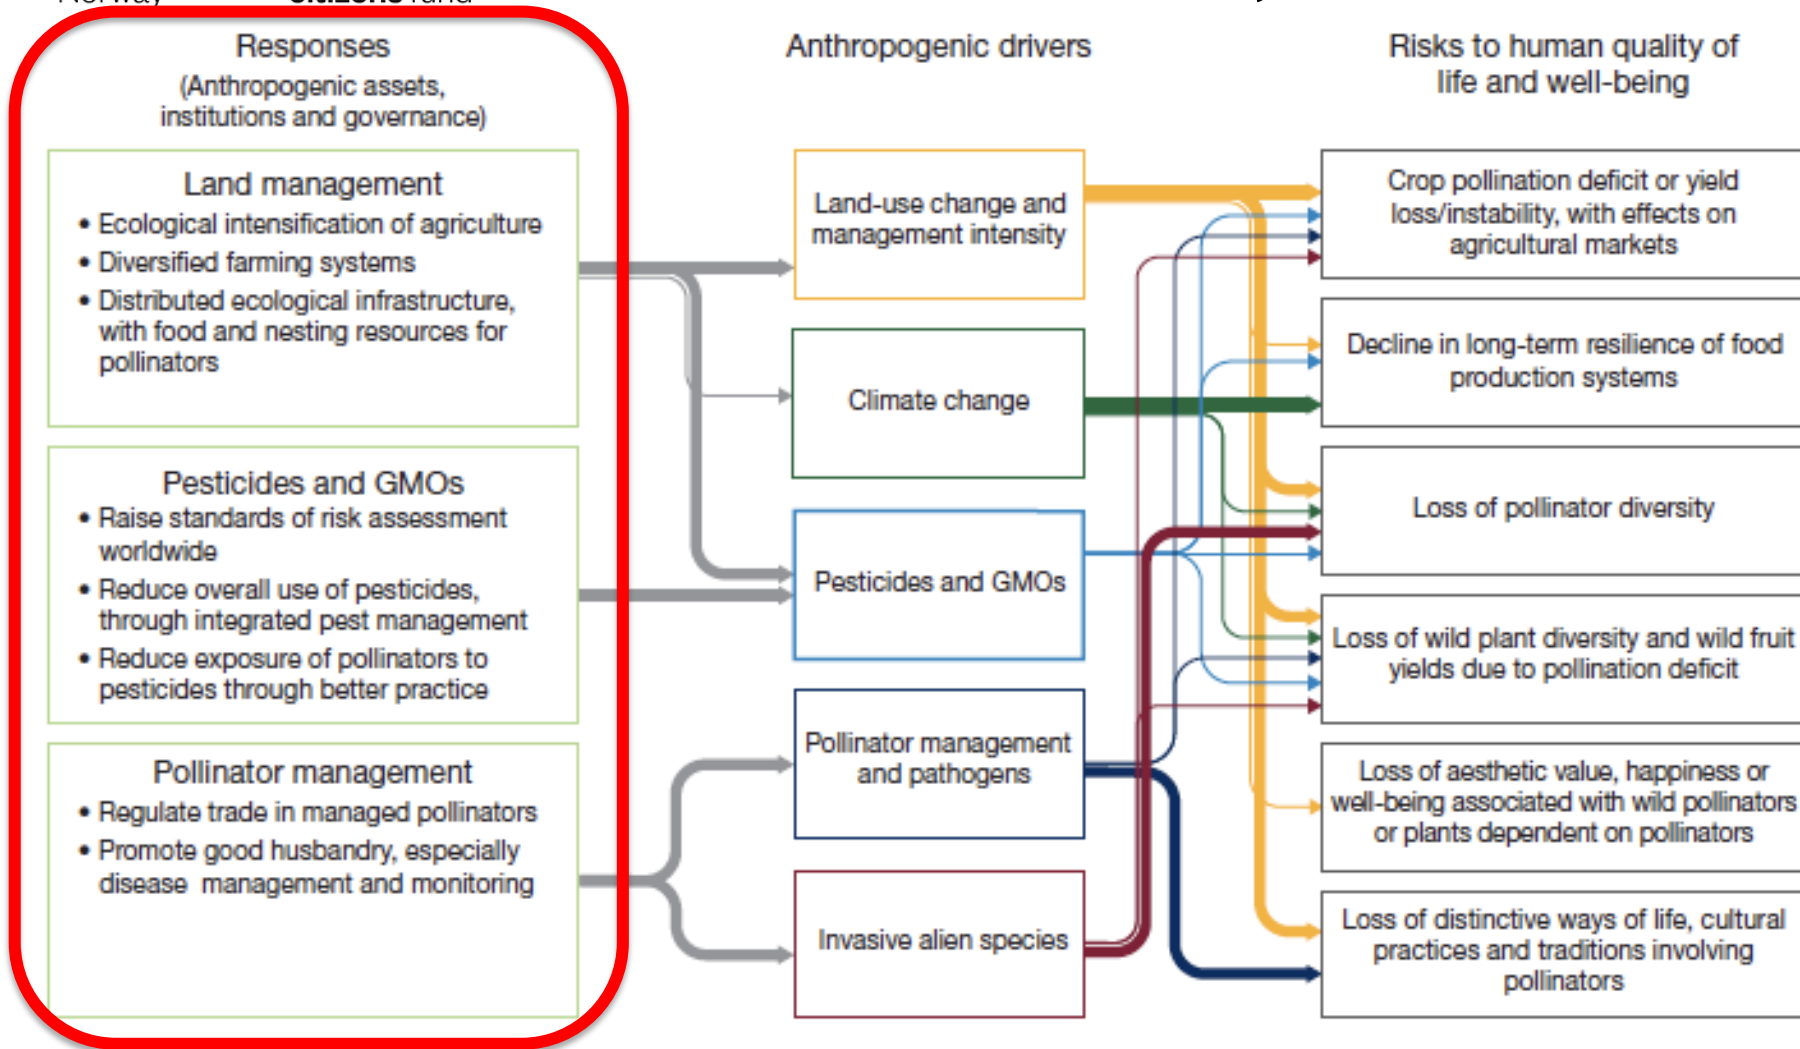 Responses
(Anthropogenic assets,
institutions and governance)
Land management
• Ecological intensification of agriculture
• Diversified farming systems
• Distributed ecological infrastructure,
with food and nesting resources for
pollinators
Pesticides and GMOs
• Raise standards of risk assessment
worldwide
• Reduce overall use of pesticides,
through integrated pest management
• Reduce exposure of pollinators to
pesticides through better practice
Pollinator management
• Regulate trade in managed pollinators
• Promote good husbandry, especially
disease management and monitoring
Anthropogenic drivers
Land-use change and
management intensity
Climate change
Pesticides and GMOs
Pollinator management
and pathogens
Invasive alien species
Risks to human quality of
life and well-being
Crop pollination deficit or yield
loss/instability, with effects on
agricultural markets
Decline in long-term resilience of food
production systems
Loss of pollinator diversity
Loss of wild plant diversity and wild fruit
yields due to pollination deficit
Loss of aesthetic value, happiness or
well-being associated with wild pollinators
or plants dependent on pollinators
Loss of distinctive ways of life, cultural
practices and traditions involving
pollinators